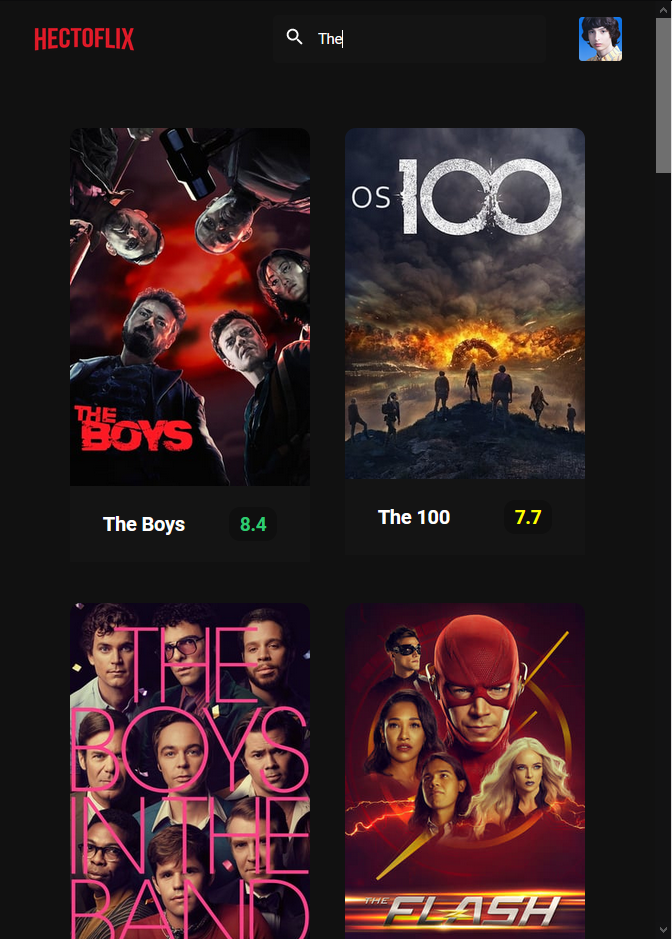 HECTOFLIX
The
THE
BOYS
OS 100
The Boys
8.4
The 100
7.7
THE
BOYS
IN THE
BAND
THE FLASH